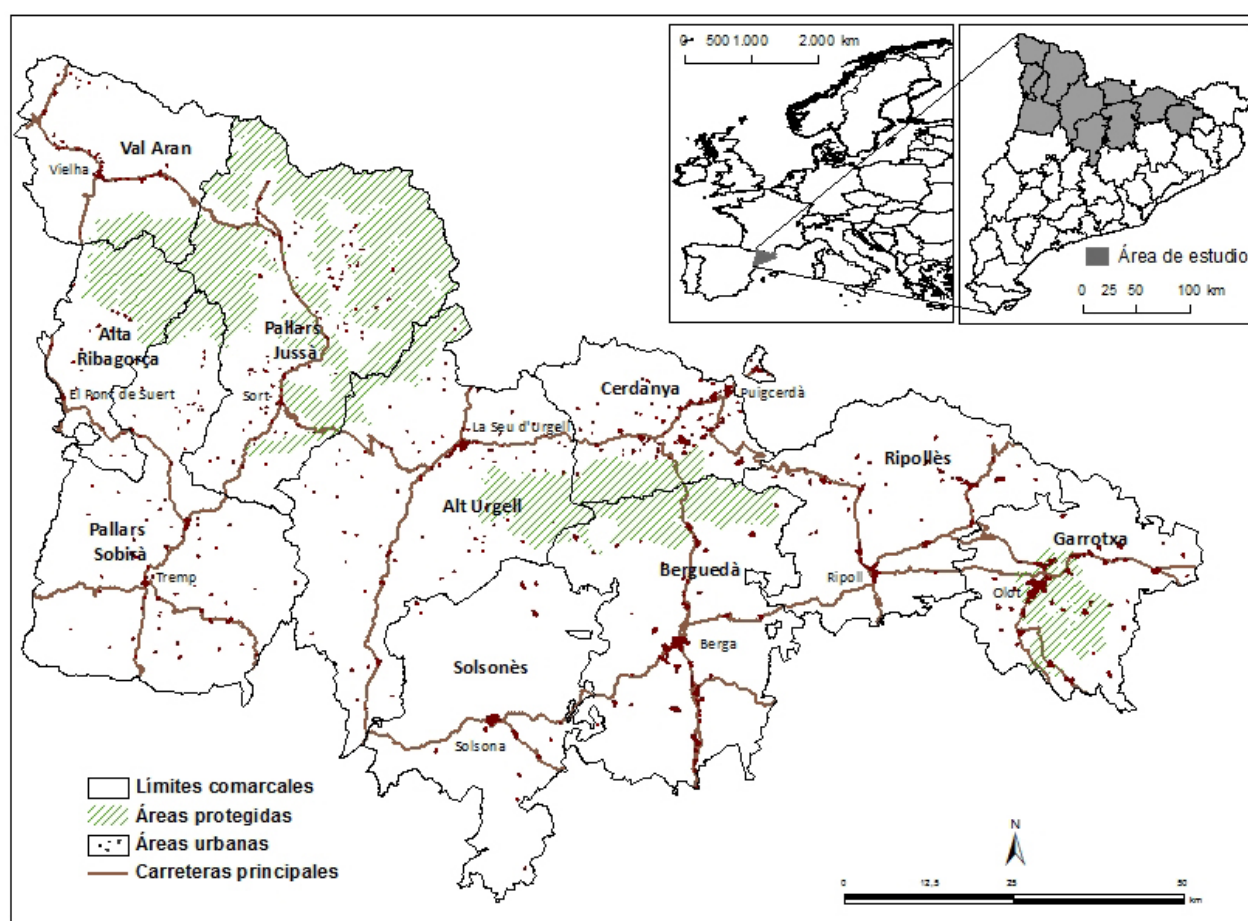 0 500 1.000 2.000 km
Área de estudio
0 25 50 100 km
Val Aran
Vielha
Alta
Ribagorça
El Pont de Suert
Pallars
Jussà
Sort
Cerdanya
Puigcerdà
La Seu d'Urgell
Ripollès
Alt Urgell
Pallars
Sobirà
Tremp
Garrotxa
Olot
Berguedà
Ripoll
Berga
Solsonès
Solsona
Límites comarcales
Áreas protegidas
Áreas urbanas
Carreteras principales
N
0 12,5 25 50
km